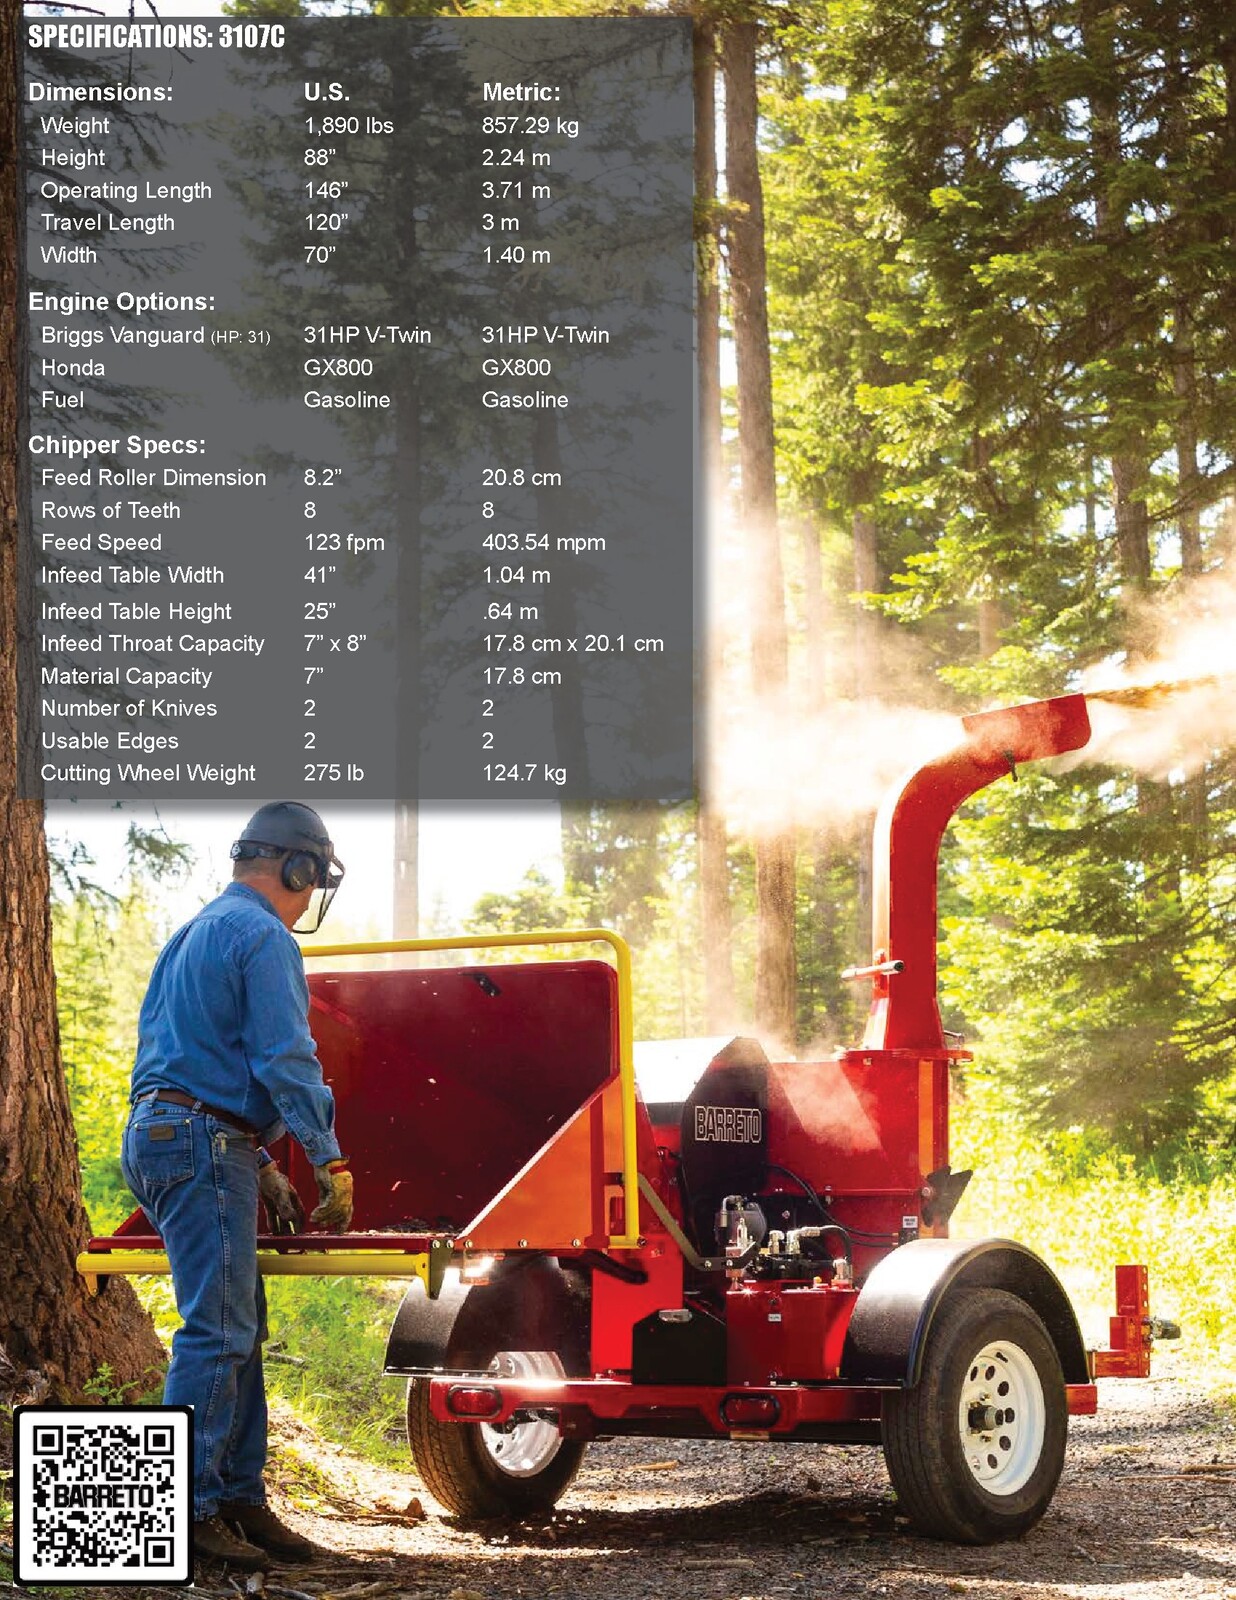 SPECIFICATIONS: 3107C
Dimensions: U.S. Metric:
Weight 1,890 lbs 857.29 kg
Height 88” 2.24 m
Operating Length 146” 3.71 m
Travel Length 120” 3 m
Width 70” 1.40 m
Engine Options:
Briggs Vanguard (HP: 31) 31HP V-Twin 31HP V-Twin
Honda GX800 GX800
Fuel Gasoline Gasoline
Chipper Specs:
Feed Roller Dimension 8.2” 20.8 cm
Rows of Teeth 8 8
Feed Speed 123 fpm 403.54 mpm
Infeed Table Width 41” 1.04 m
Infeed Table Height 25” .64 m
Infeed Throat Capacity 7” x 8” 17.8 cm x 20.1 cm
Material Capacity 7” 17.8 cm
Number of Knives 2 2
Usable Edges 2 2
Cutting Wheel Weight 275 lb 124.7 kg
BARRETO
BARRETO